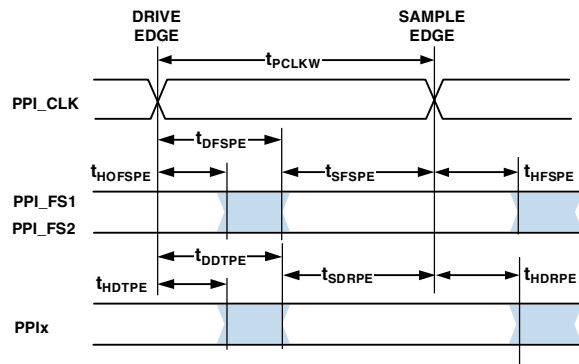 DRIVE
EDGE
SAMPLE
EDGE
tPCLKW
PPI_CLK
tDFSPE
tHOFSPE
tSFSPE
tHFSPE
PPI_FS1
PPI_FS2
tDDTPE
tHDTPE
tSDRPE
tHDRPE
PPIx